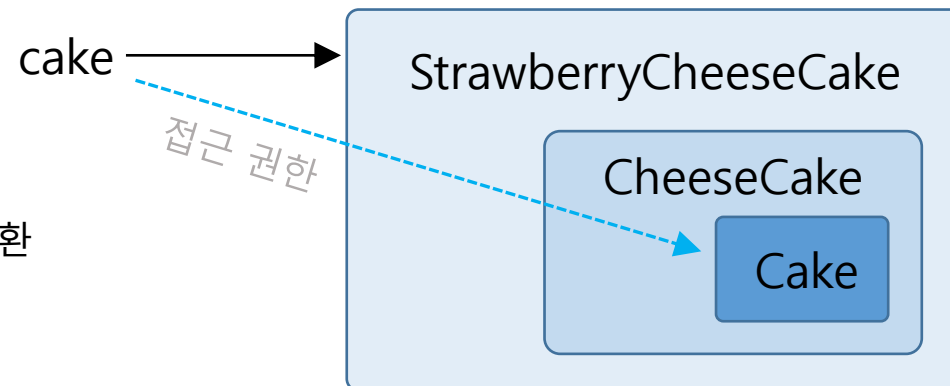 cake
StrawberryCheeseCake
접근 권한
CheeseCake
환
Cake